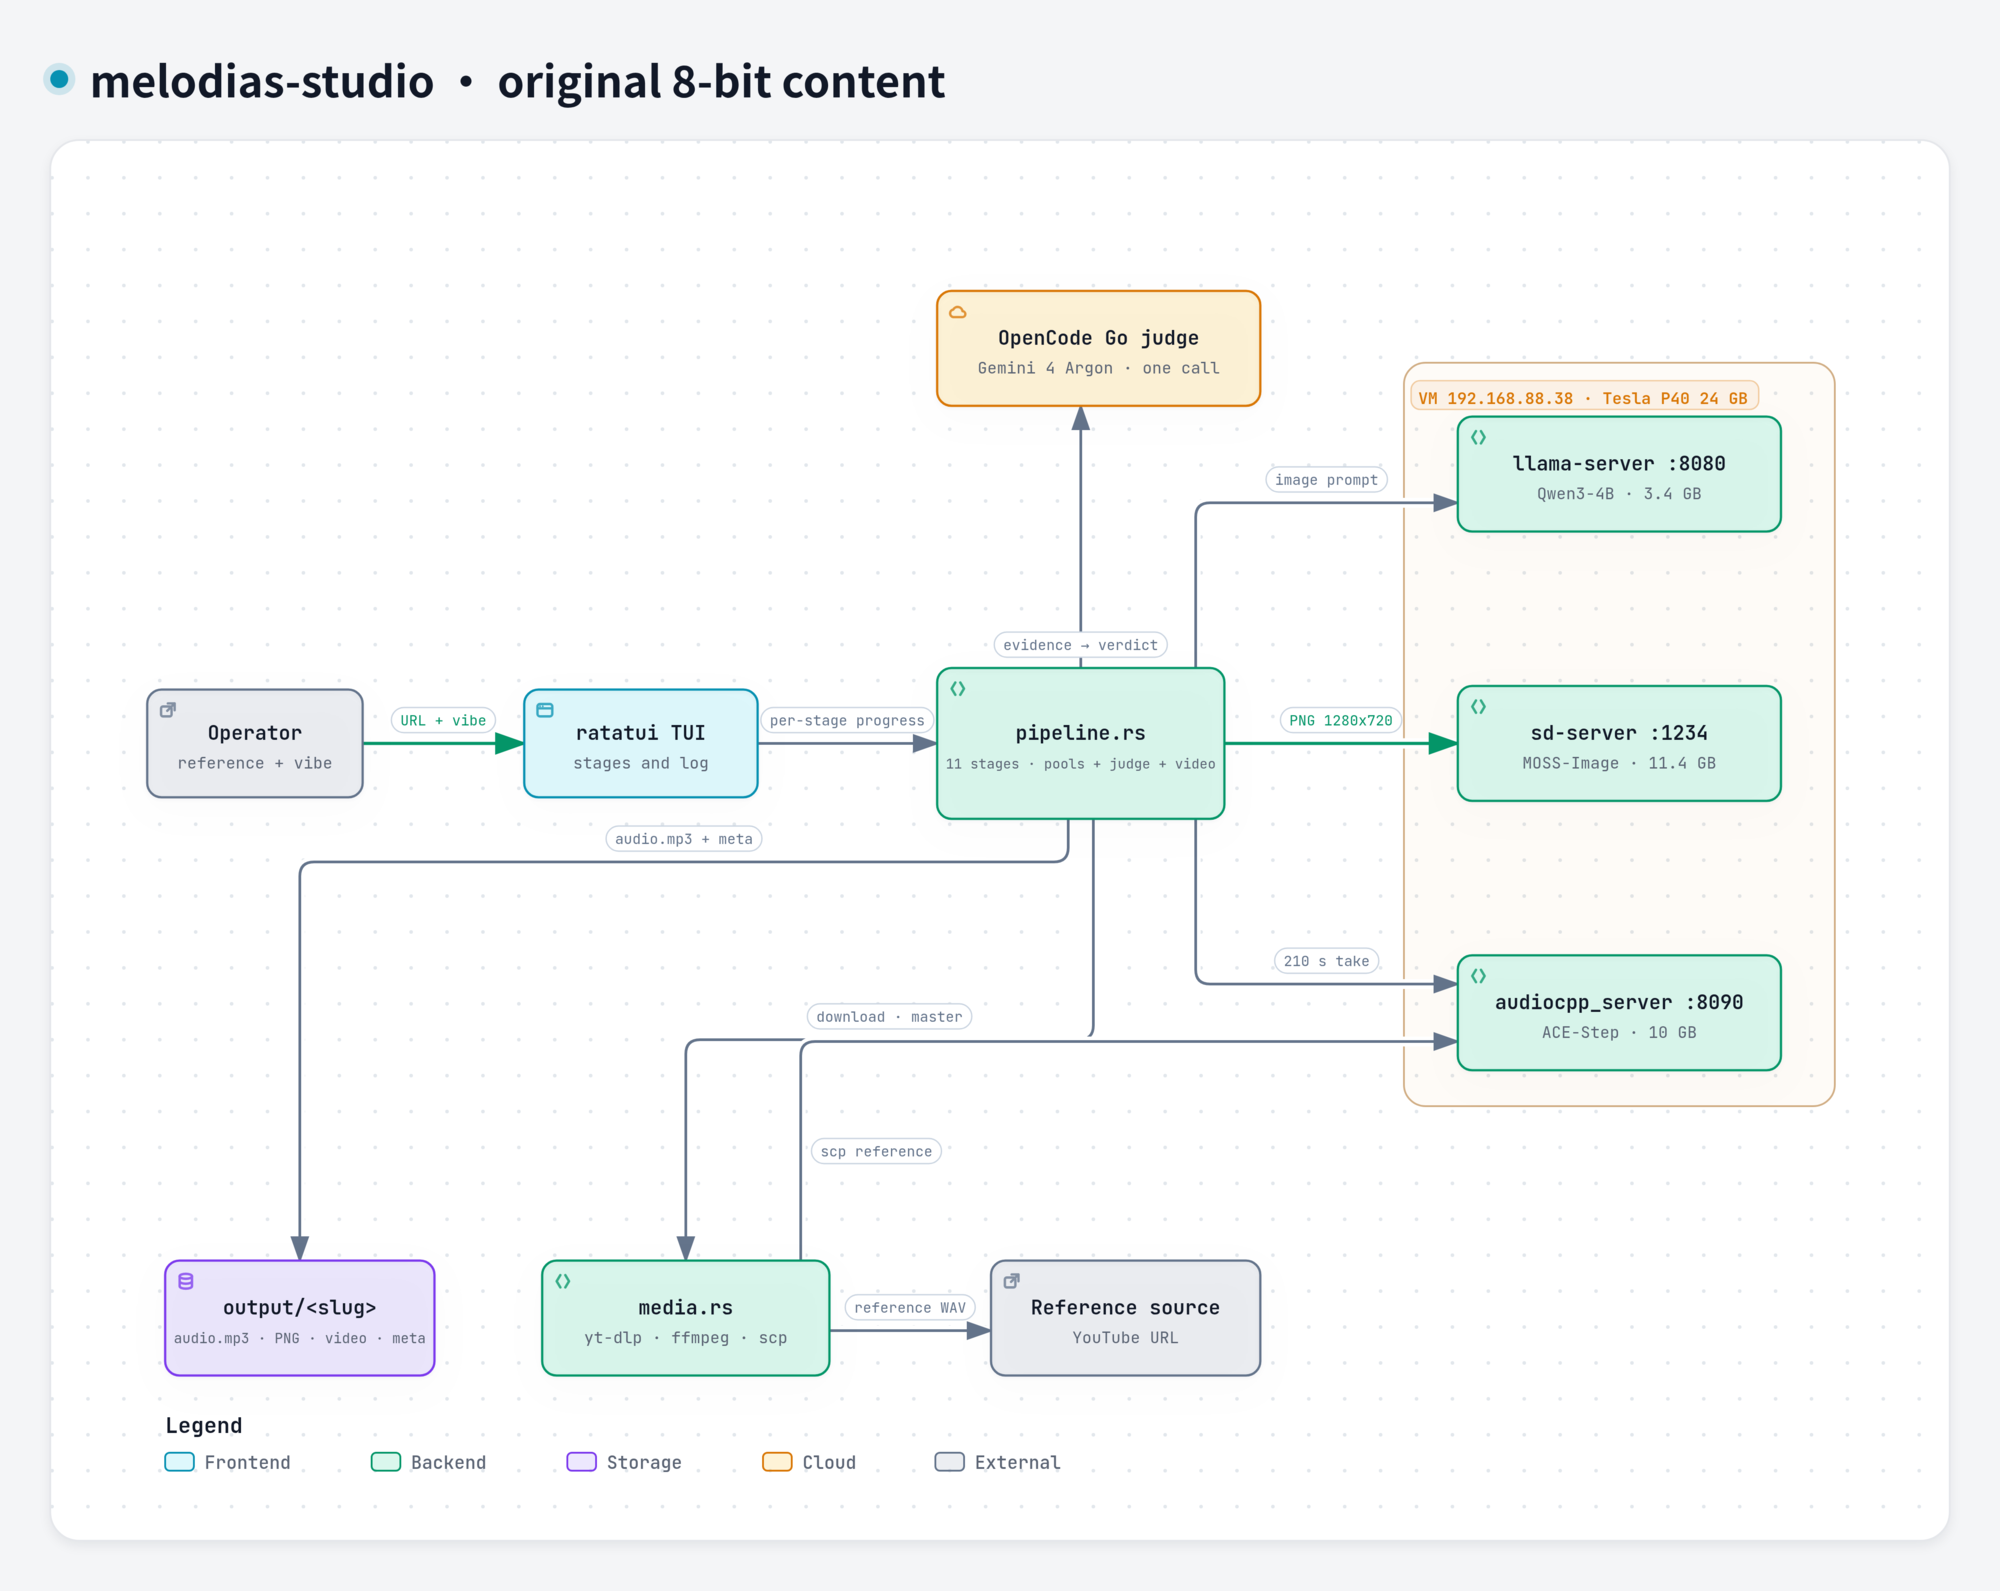 melodias-studio • original 8-bit content
OpenCode Go judge
Gemini 4 Argon · one call
VM 192.168.88.38 · Tesla P40 24 GB
llama-server :8080
Qwen3-4B · 3.4 GB
image prompt
evidence → verdict
Operator
reference + vibe
URL + vibe
ratatui TUI
stages and log
per-stage progress
pipeline.rs
11 stages · pools + judge + video
PNG 1280x720
sd-server :1234
MOSS-Image · 11.4 GB
audio.mp3 + meta
210 s take
audiocpp_server :8090
ACE-Step · 10 GB
download · master
scp reference
output/<slug>
audio.mp3 · PNG · video · meta
media.rs
yt-dlp · ffmpeg · scp
reference WAV
Reference source
YouTube URL
Legend
Frontend
Backend
Storage
Cloud
External